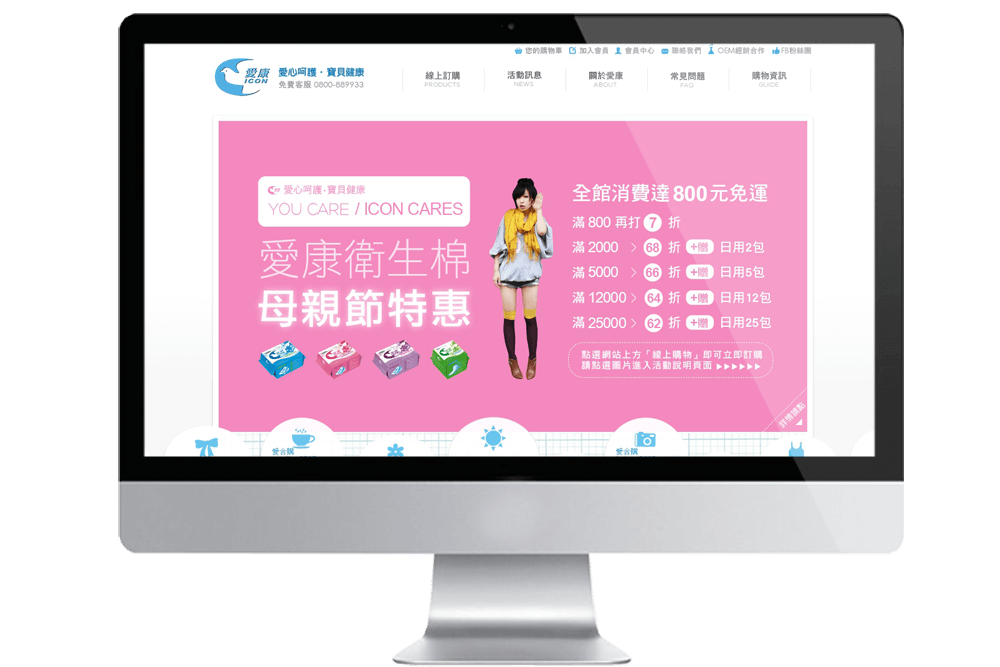 您的購物車 加入會員 會員中心 聯絡我們 OEM經銷合作 FB粉絲團
愛康
ICON
愛心呵護・寶貝健康
免費客服 0800-889933
線上訂購
PRODUCTS
活動訊息
NEWS
關於愛康
ABOUT
常見問題
FAQ
購物資訊
GUIDE
愛心呵護・寶貝健康
YOU CARE / ICON CARES
愛康衛生棉
母親節特惠
全館消費達800元免運
滿 800 再打 7 折
滿 2000 > 68 折 +贈 日用2包
滿 5000 > 66 折 +贈 日用5包
滿 12000 > 64 折 +贈 日用12包
滿 25000 > 62 折 +贈 日用25包
點選網站上方「線上購物」即可立即訂購
請點選圖片進入活動說明頁面 ▶▶▶▶▶▶
詳情請點
愛合購
愛合購